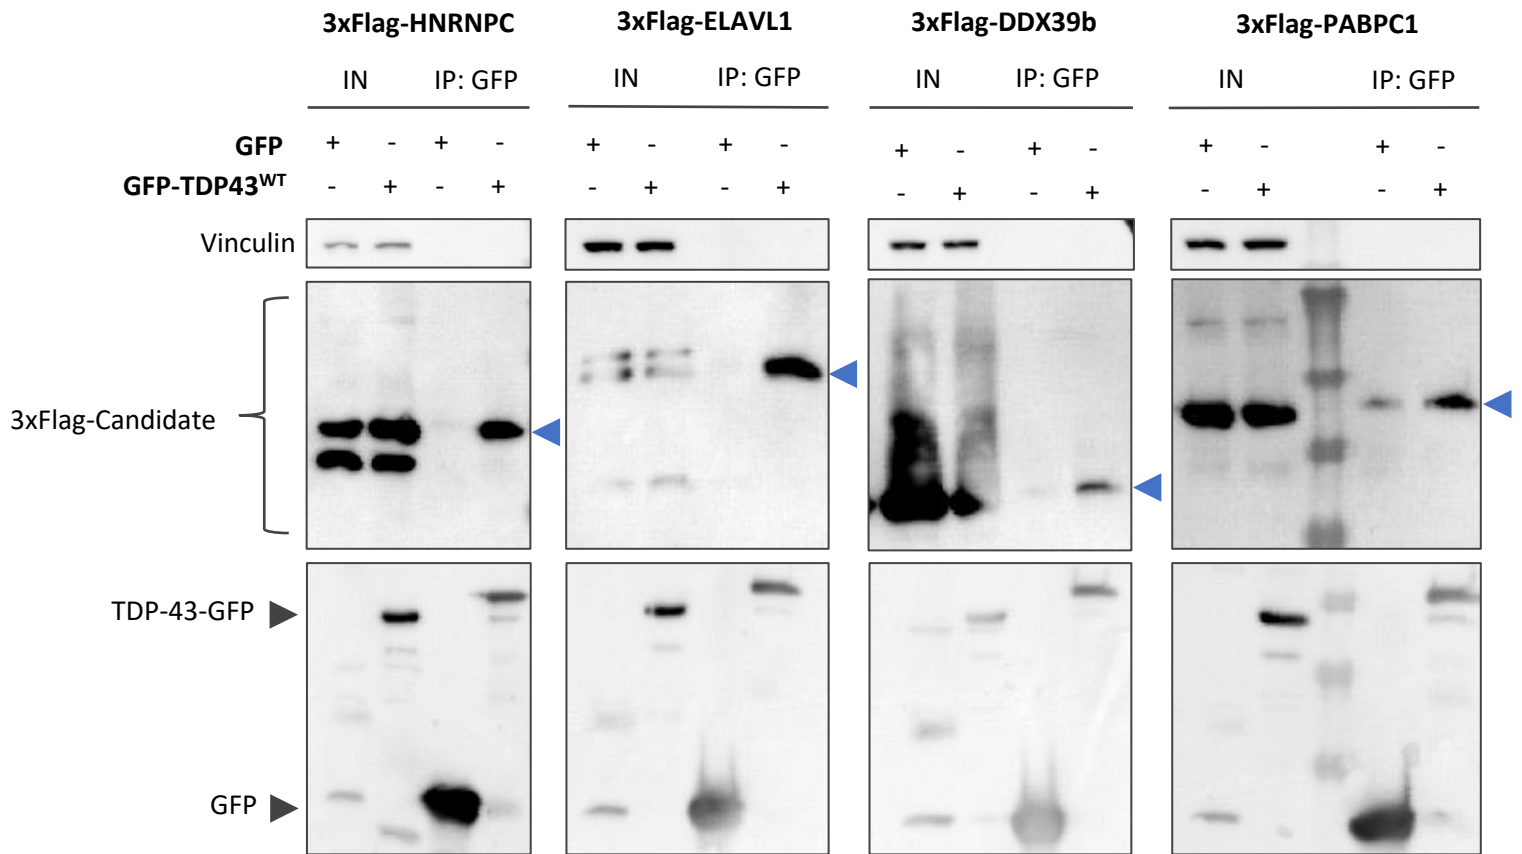 3xFlag-HNRNPC 3xFlag-ELAVL1 3xFlag-DDX39b 3xFlag-PABPC1
IN IP: GFP IN IP: GFP IN IP: GFP IN IP: GFP
GFP + - + - + - + - + - + - + - + -
GFP-TDP43WT - + - + - + - + - + - + - + - +
Vinculin
3xFlag-Candidate
TDP-43-GFP
GFP